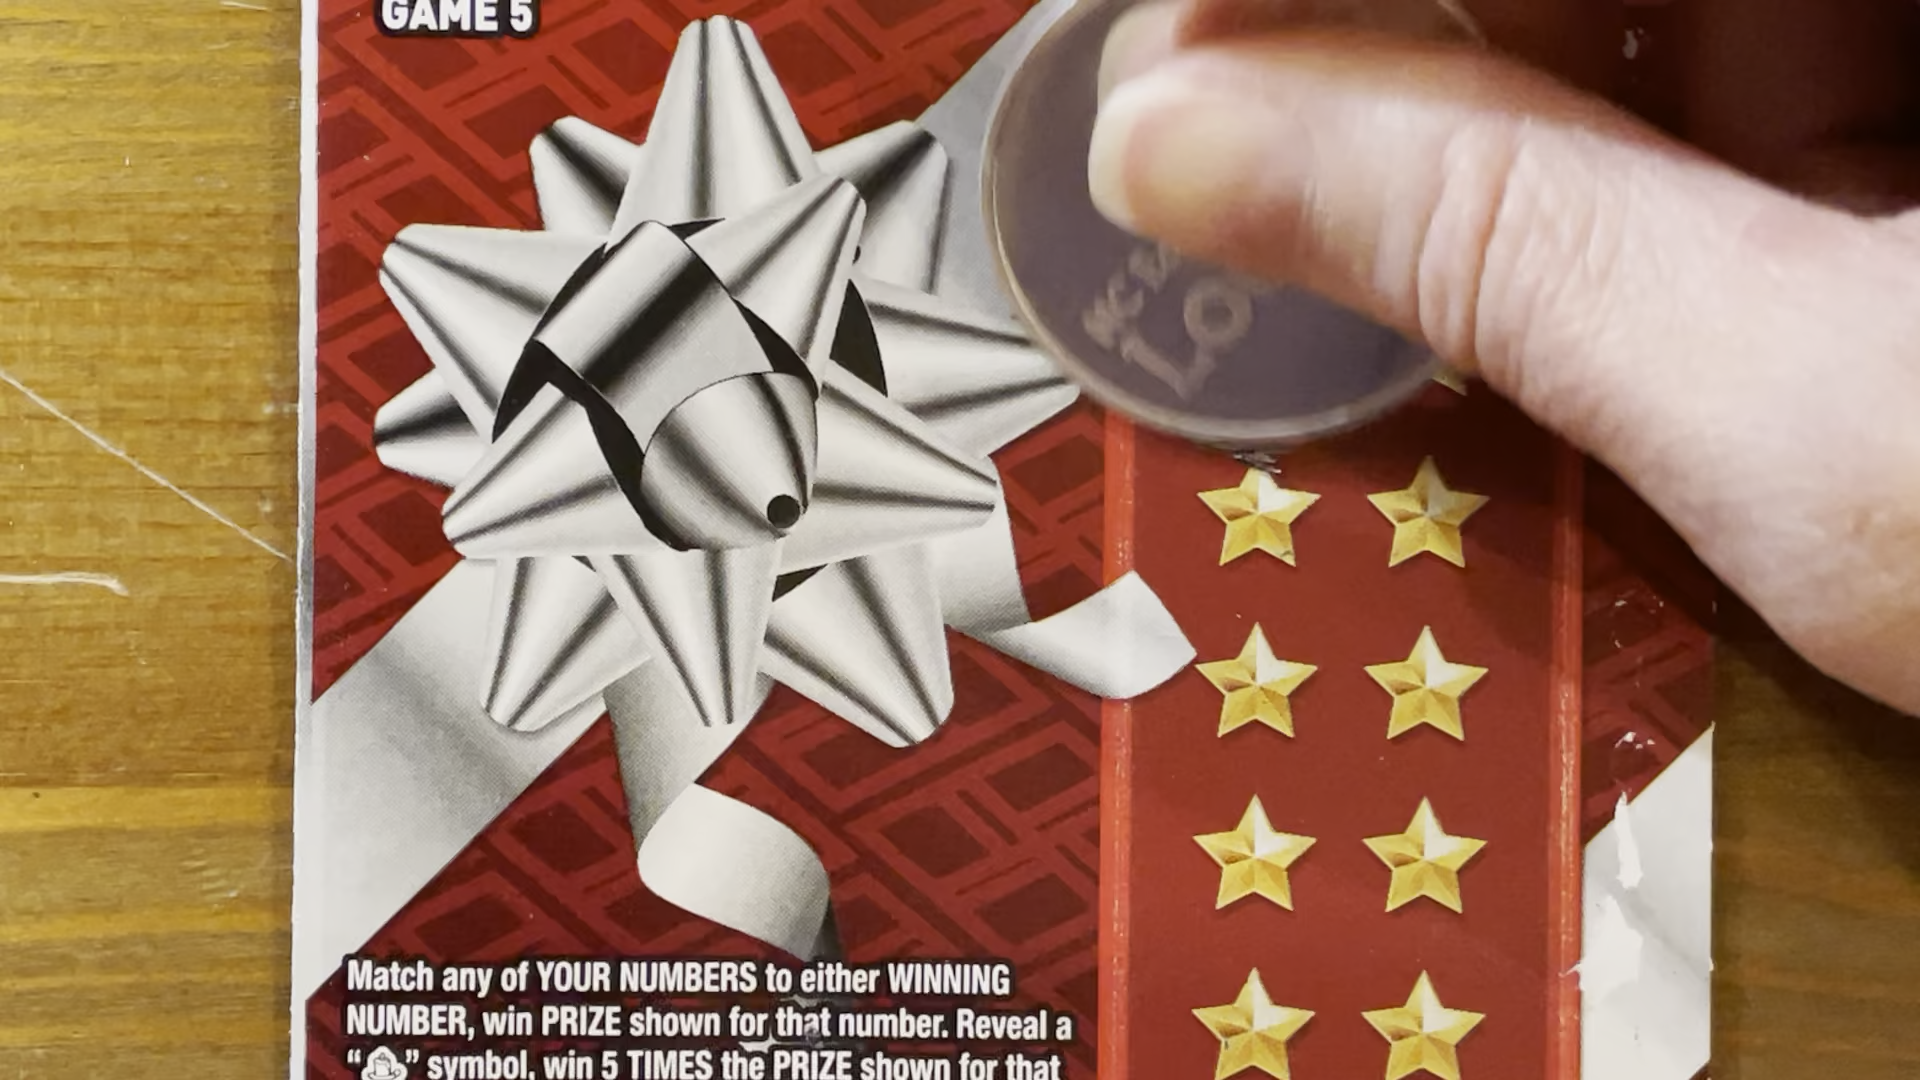 GAME 5
Match any of YOUR NUMBERS to either WINNING
NUMBER, win PRIZE shown for that number. Reveal a
“ ” symbol, win 5 TIMES the PRIZE shown for that